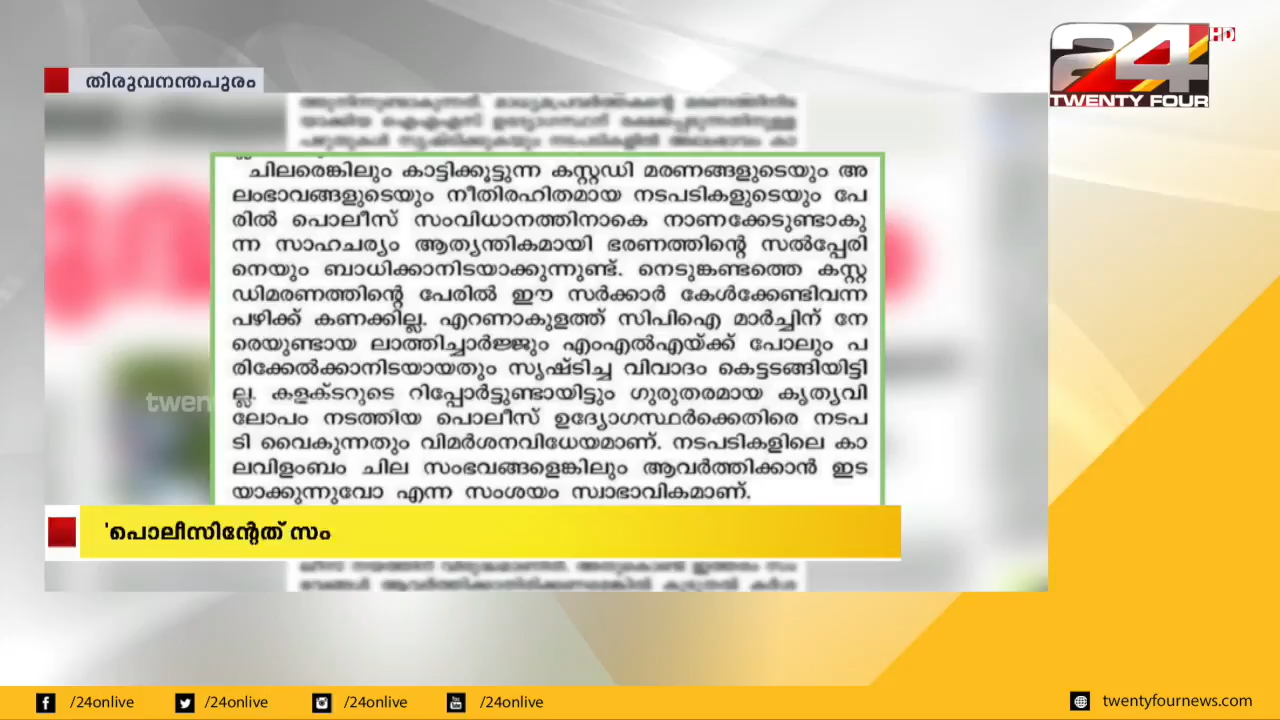 24
HD
TWENTY FOUR
തിരുവനന്തപുരം
ചിലരെങ്കിലും കാട്ടിക്കൂട്ടുന്ന കസ്റ്റഡി മരണങ്ങളുടെയും അ
ലംഭാവങ്ങളുടെയും നീതിരഹിതമായ നടപടികളുടെയും പേ
രിൽ പൊലീസ് സംവിധാനത്തിനാകെ നാണക്കേടുണ്ടാകു
ന്ന സാഹചര്യം ആത്യന്തികമായി ഭരണത്തിന്റെ സൽപ്പേരി
നെയും ബാധിക്കാനിടയാക്കുന്നുണ്ട്. നെടുങ്കണ്ടത്തെ കസ്റ്റ
ഡിമരണത്തിന്റെ പേരിൽ ഈ സർക്കാർ കേൾക്കേണ്ടിവന്ന
പഴിക്ക് കണക്കില്ല. എറണാകുളത്ത് സിപിഐ മാർച്ചിന് നേ
രെയുണ്ടായ ലാത്തിച്ചാർജ്ജും എംഎൽഎയ്ക്ക് പോലും പ
രിക്കേൽക്കാനിടയായതും സൃഷ്ടിച്ച വിവാദം കെട്ടടങ്ങിയിട്ടി
ല്ല. കളക്ടറുടെ റിപ്പോർട്ടുണ്ടായിട്ടും ഗുരുതരമായ കൃത്യവി
ലോപം നടത്തിയ പൊലീസ് ഉദ്യോഗസ്ഥർക്കെതിരെ നടപ
ടി വൈകുന്നതും വിമർശനവിധേയമാണ്. നടപടികളിലെ കാ
ലവിളംബം ചില സംഭവങ്ങളെങ്കിലും ആവർത്തിക്കാൻ ഇട
യാക്കുന്നുവോ എന്ന സംശയം സ്വാഭാവികമാണ്.
'പൊലീസിന്റേത് സം
/24onlive
/24onlive
/24onlive
/24onlive
twentyfournews.com